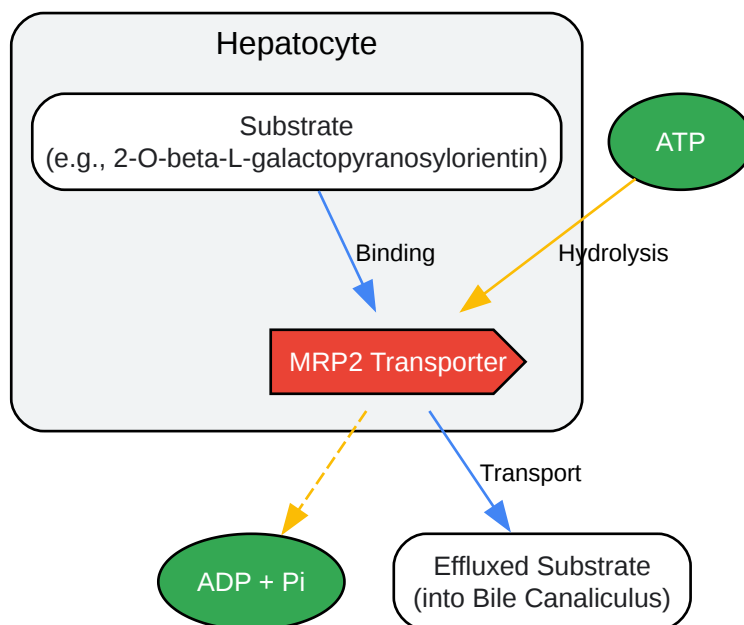 Hepatocyte
Substrate
(e.g., 2-O-beta-L-galactopyranosylorientin)
ATP
Binding
Hydrolysis
MRP2 Transporter
Transport
ADP + Pi
Effluxed Substrate
(into Bile Canaliculus)